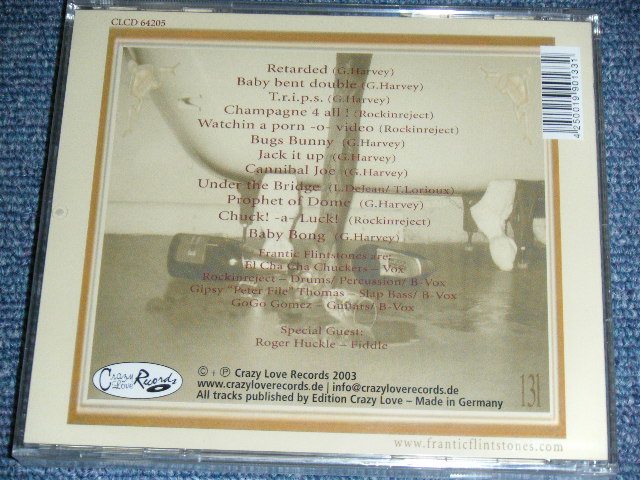 CLCD 64205
Retarded (G.Harvey)
Baby bent double (G.Harvey)
T.r.i.p.s. (G.Harvey)
Champagne 4 all ! (Rockinreject)
Watchin a porn -o- video (Rockinreject)
Bugs Bunny (G.Harvey)
Jack it up (G.Harvey)
Cannibal Joe (G.Harvey)
Under the Bridge (L.DeJean/ T.Lorioux)
Prophet of Dome (G.Harvey)
Chuck! -a- Luck! (Rockinreject)
Baby Bong (G.Harvey)
Frantic Flintstones are:
El Cha Cha Chuckers – Vox
Rockinreject – Drums/ Percussion/ B-Vox
Gipsy "Peter File" Thomas – Slap Bass/ B-Vox
GoGo Gomez – Guitars/ B-Vox
Special Guest:
Roger Huckle – Fiddle
4 250019 901331
Crazy Love Records
© + ℗ Crazy Love Records 2003
www.crazyloverecords.de | info@crazyloverecords.de
All tracks published by Edition Crazy Love – Made in Germany
131
www.franticflintstones.com